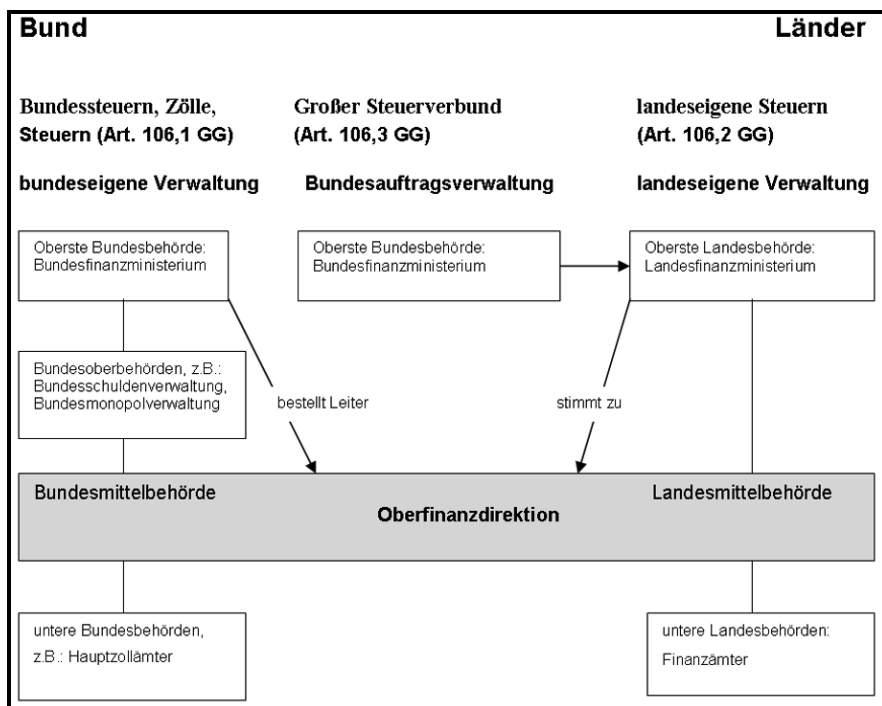 Bund
Länder
Bundessteuern, Zölle,
Steuern (Art. 106,1 GG)
Großer Steuerverbund
(Art. 106,3 GG)
landeseigene Steuern
(Art. 106,2 GG)
bundeseigene Verwaltung
Bundesauftragsverwaltung
landeseigene Verwaltung
Oberste Bundesbehörde:
Bundesfinanzministerium
Oberste Bundesbehörde:
Bundesfinanzministerium
Oberste Landesbehörde:
Landesfinanzministerium
Bundesoberbehörden, z.B.:
Bundesschuldenverwaltung,
Bundesmonopolverwaltung
bestellt Leiter
stimmt zu
Bundesmittelbehörde
Landesmittelbehörde
Oberfinanzdirektion
untere Bundesbehörden,
z.B.: Hauptzollämter
untere Landesbehörden:
Finanzämter